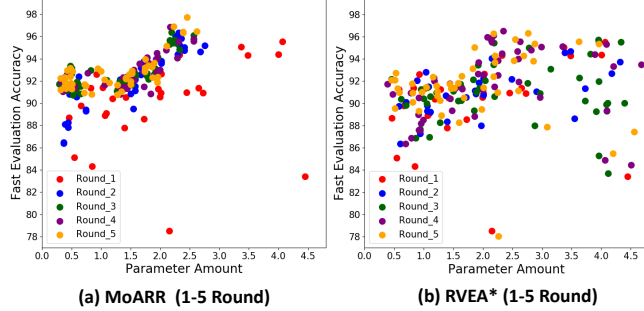 98
96
94
92
90
88
86
84
82
80
78
Fast Evaluation Accuracy
Round_1
Round_2
Round_3
Round_4
Round_5
0.0 0.5 1.0 1.5 2.0 2.5 3.0 3.5 4.0 4.5
Parameter Amount
(a) MoARR (1-5 Round)
98
96
94
92
90
88
86
84
82
80
78
Fast Evaluation Accuracy
Round_1
Round_2
Round_3
Round_4
Round_5
0.0 0.5 1.0 1.5 2.0 2.5 3.0 3.5 4.0 4.5
Parameter Amount
(b) RVEA* (1-5 Round)